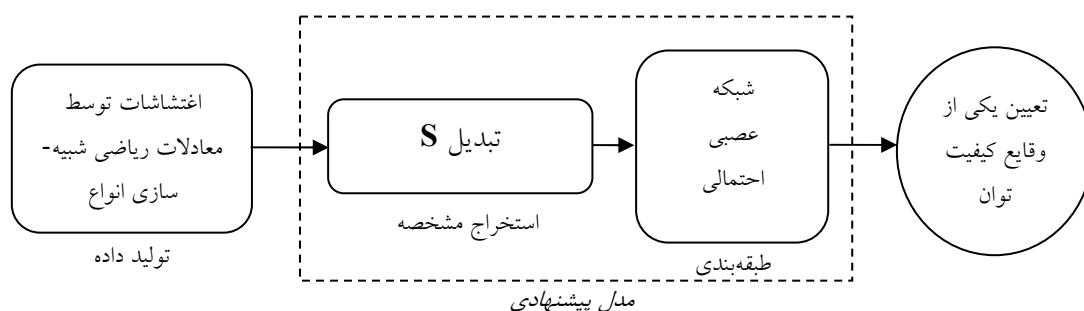 اغتشاشات توسط
معادلات ریاضی شبیه-
سازی انواع
تولید داده
تبدیل S
استخراج مشخصه
شبکه
عصبی
احتمالی
طبقه‌بندی
تعیین یکی از
وقایع کیفیت
توان
مدل پیشنهادی